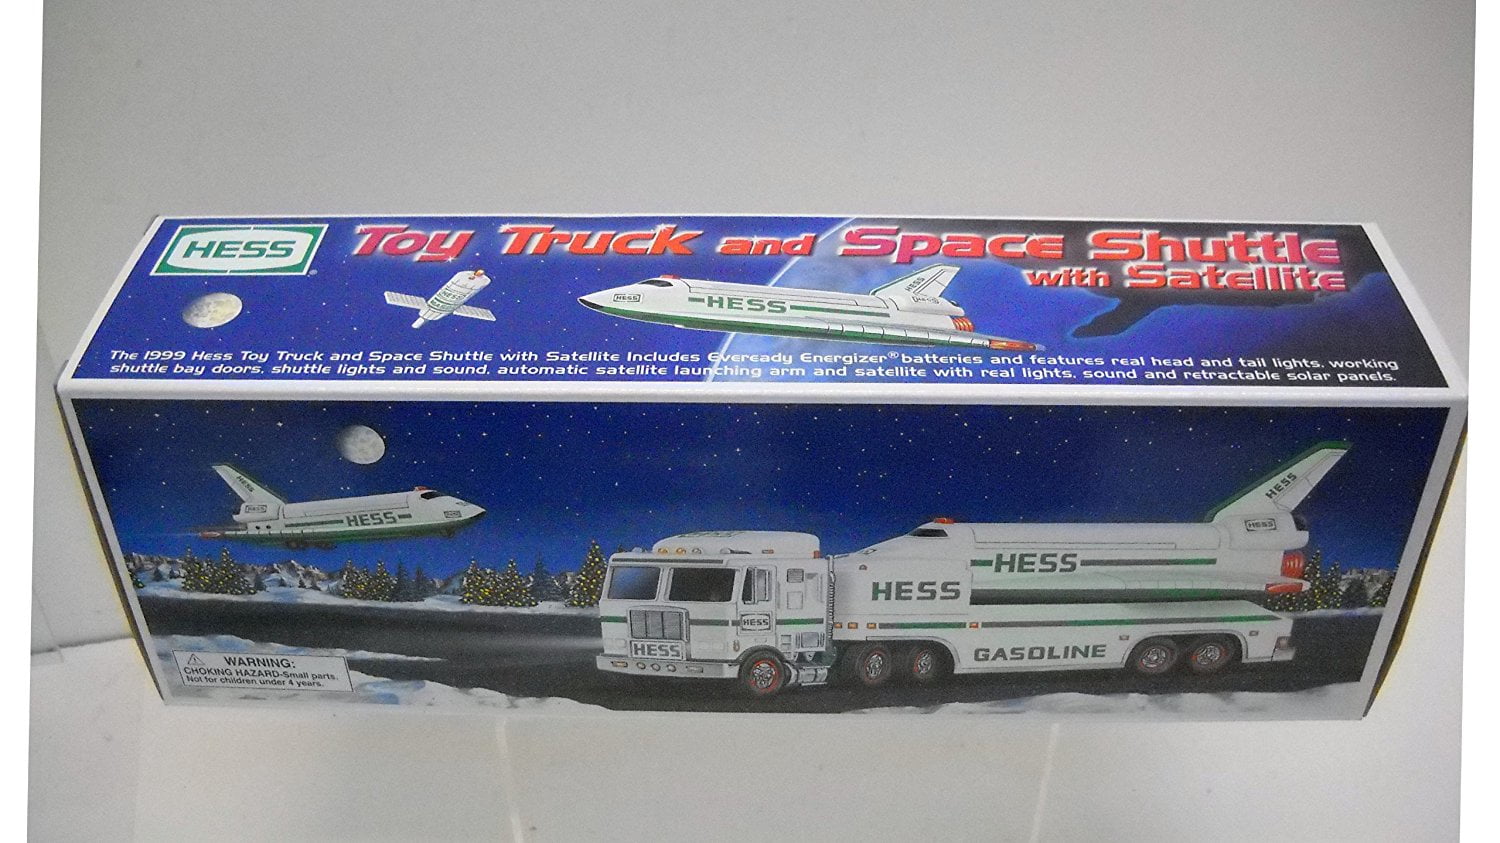 HESS
Toy Truck and Space Shuttle
with Satellite
HESS
HESS
HESS
HESS
The 1999 Hess Toy Truck and Space Shuttle with Satellite Includes Eveready Energizer® batteries and features real head and tail lights, working
shuttle bay doors, shuttle lights and sound, automatic satellite launching arm and satellite with real lights, sound and retractable solar panels.
HESS
HESS
HESS
HESS
HESS
HESS
HESS
HESS
HESS
GASOLINE
⚠ WARNING:
CHOKING HAZARD-Small parts.
Not for children under 4 years.